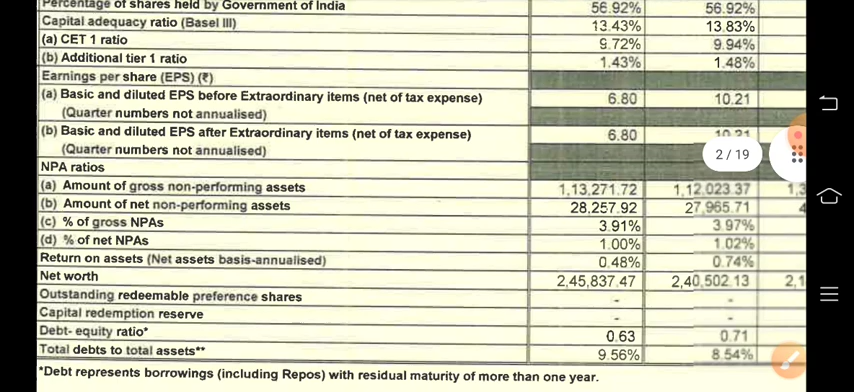 Percentage of shares held by Government of India 56.92% 56.92%
Capital adequacy ratio (Basel III) 13.43% 13.83%
(a) CET 1 ratio 9.72% 9.94%
(b) Additional tier 1 ratio 1.43% 1.48%
Earnings per share (EPS) (₹)
(a) Basic and diluted EPS before Extraordinary items (net of tax expense) 6.80 10.21
(Quarter numbers not annualised)
(b) Basic and diluted EPS after Extraordinary items (net of tax expense) 6.80 10.21
(Quarter numbers not annualised)
2 / 19
NPA ratios
(a) Amount of gross non-performing assets 1,13,271.72 1,12,023.37 1,3
(b) Amount of net non-performing assets 28,257.92 27,965.71 4
(c) % of gross NPAs 3.91% 3.97%
(d) % of net NPAs 1.00% 1.02%
Return on assets (Net assets basis-annualised) 0.48% 0.74%
Net worth 2,45,837.47 2,40,502.13 2,1
Outstanding redeemable preference shares - -
Capital redemption reserve - -
Debt- equity ratio* 0.63 0.71
Total debts to total assets** 9.56% 8.54%
*Debt represents borrowings (including Repos) with residual maturity of more than one year.